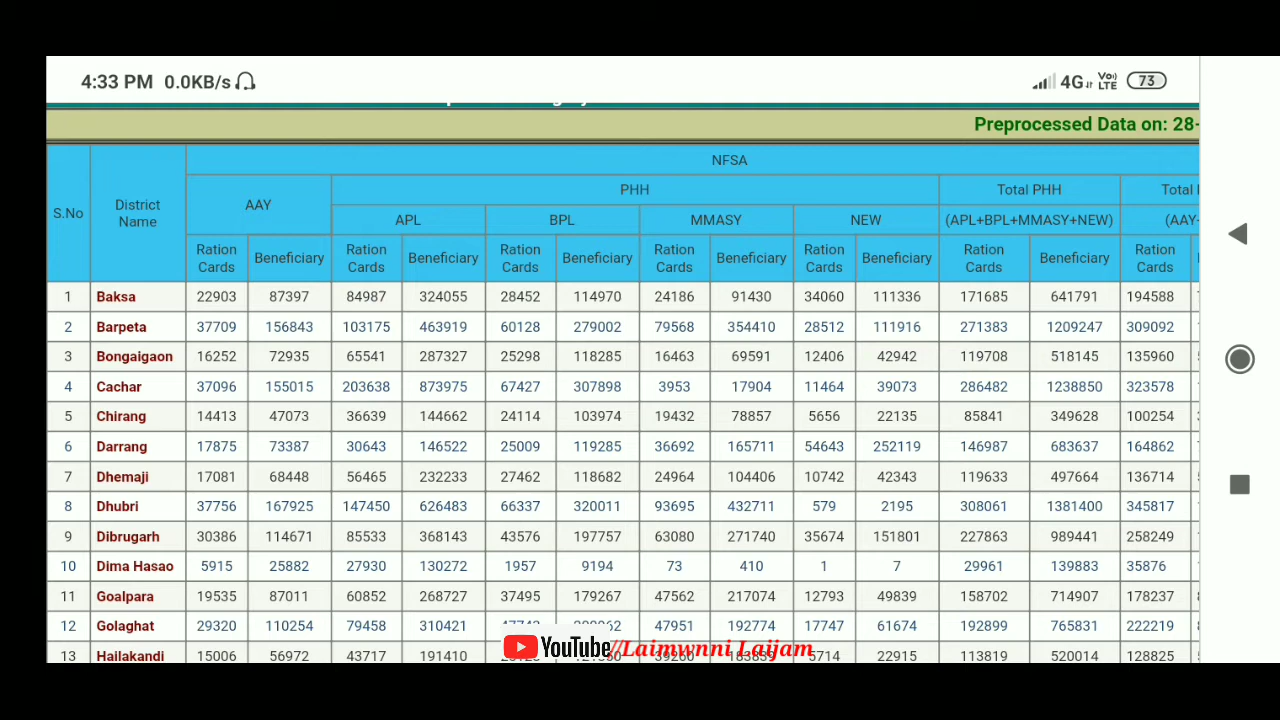 4:33 PM 0.0KB/s 4G Vo)) LTE 73
Preprocessed Data on: 28-
S.No District Name NFSA
AAY PHH Total PHH Total
APL BPL MMASY NEW (APL+BPL+MMASY+NEW) (AAY+
Ration Cards Beneficiary Ration Cards Beneficiary Ration Cards Beneficiary Ration Cards Beneficiary Ration Cards Beneficiary Ration Cards Beneficiary Ration Cards
1 Baksa 22903 87397 84987 324055 28452 114970 24186 91430 34060 111336 171685 641791 194588
2 Barpeta 37709 156843 103175 463919 60128 279002 79568 354410 28512 111916 271383 1209247 309092
3 Bongaigaon 16252 72935 65541 287327 25298 118285 16463 69591 12406 42942 119708 518145 135960
4 Cachar 37096 155015 203638 873975 67427 307898 3953 17904 11464 39073 286482 1238850 323578
5 Chirang 14413 47073 36639 144662 24114 103974 19432 78857 5656 22135 85841 349628 100254
6 Darrang 17875 73387 30643 146522 25009 119285 36692 165711 54643 252119 146987 683637 164862
7 Dhemaji 17081 68448 56465 232233 27462 118682 24964 104406 10742 42343 119633 497664 136714
8 Dhubri 37756 167925 147450 626483 66337 320011 93695 432711 579 2195 308061 1381400 345817
9 Dibrugarh 30386 114671 85533 368143 43576 197757 63080 271740 35674 151801 227863 989441 258249
10 Dima Hasao 5915 25882 27930 130272 1957 9194 73 410 1 7 29961 139883 35876
11 Goalpara 19535 87011 60852 268727 37495 179267 47562 217074 12793 49839 158702 714907 178237
12 Golaghat 29320 110254 79458 310421 47951 192774 17747 61674 192899 765831 222219
YouTube//Laimwnni Laijam
13 Hailakandi 15006 56972 43717 191410 5714 22915 113819 520014 128825